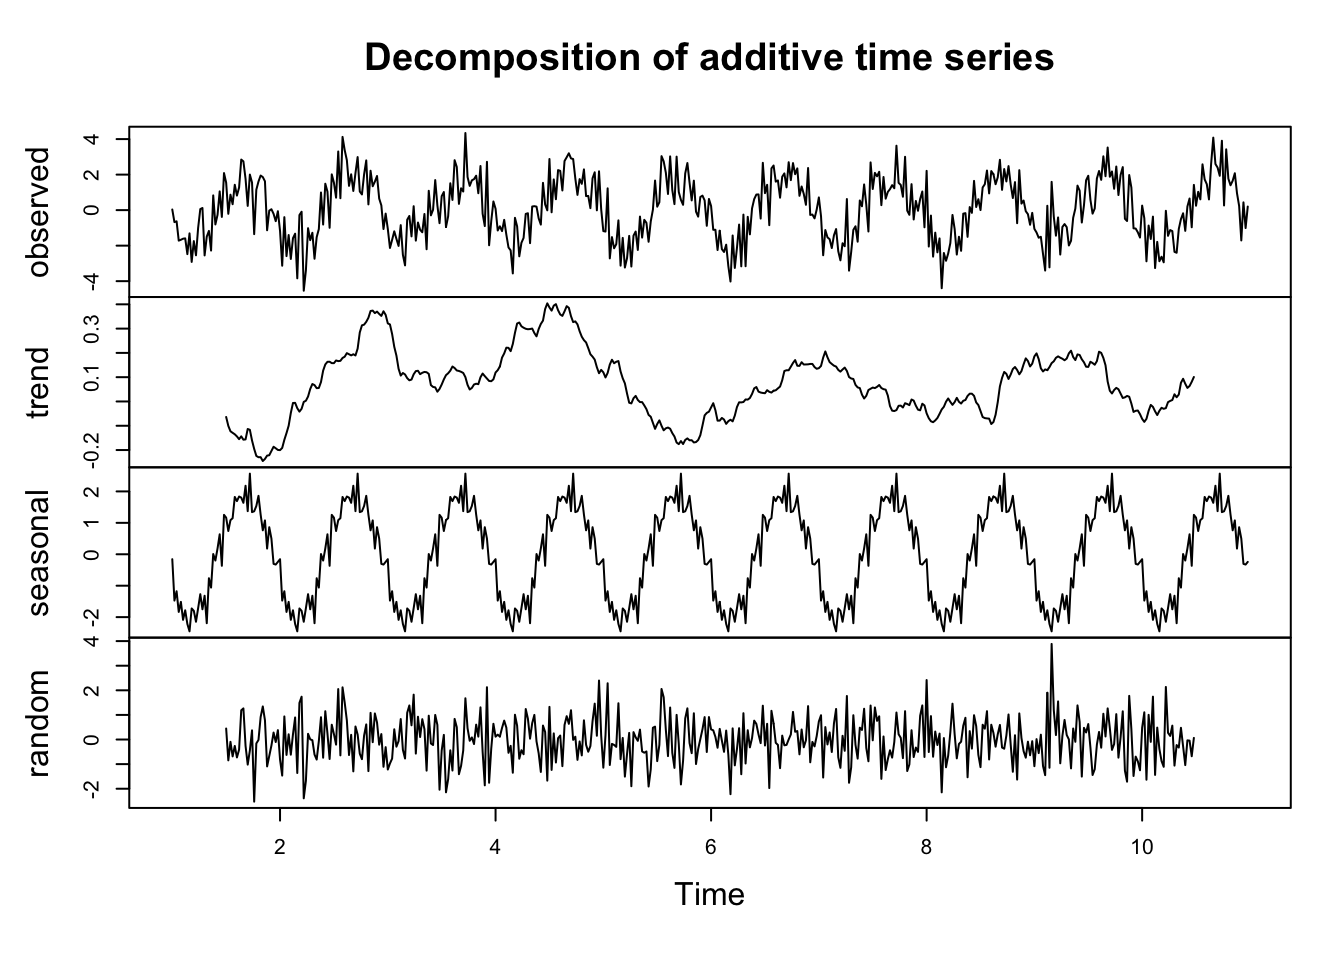 Decomposition of additive time series
observed
4
2
0
-4
trend
0.3
0.1
-0.2
seasonal
2
1
0
-2
random
4
2
0
-2
2 4 6 8 10
Time